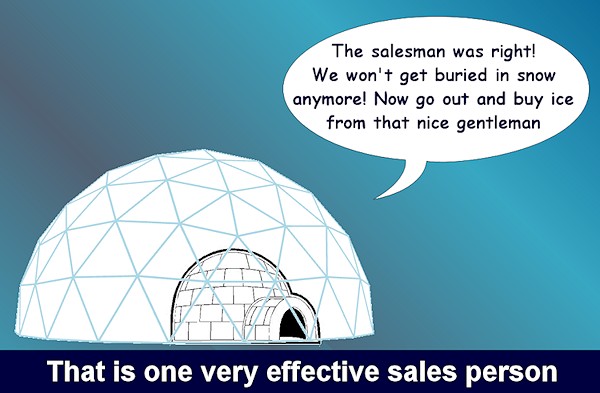 The salesman was right!
We won't get buried in snow
anymore! Now go out and buy ice
from that nice gentleman
That is one very effective sales person